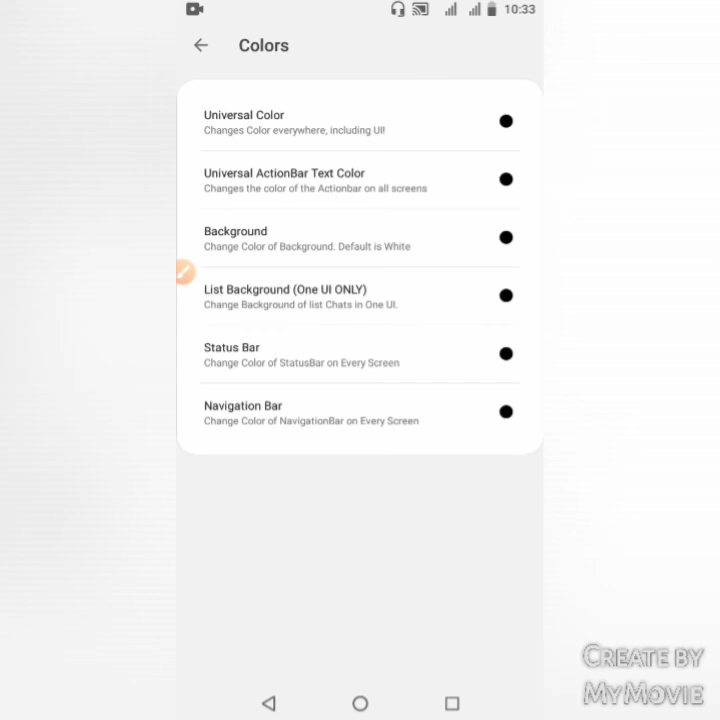 10:33
Colors
Universal Color
Changes Color everywhere, including UI!
Universal ActionBar Text Color
Changes the color of the Actionbar on all screens
Background
Change Color of Background. Default is White
List Background (One UI ONLY)
Change Background of list Chats in One UI.
Status Bar
Change Color of StatusBar on Every Screen
Navigation Bar
Change Color of NavigationBar on Every Screen
CREATE BY
MYMOVIE